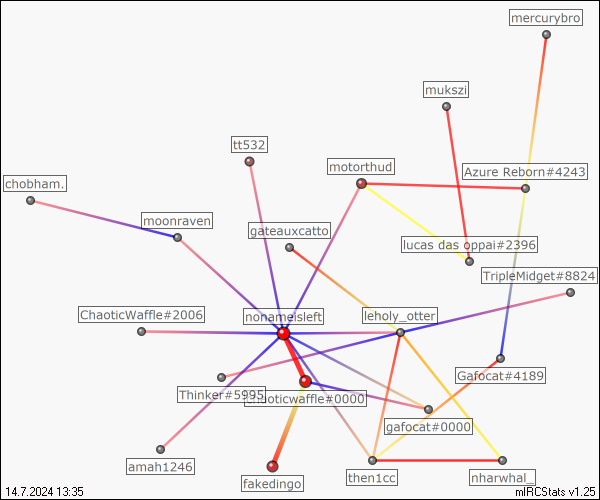 mercurybro
mukszi
tt532
motorthud
Azure Reborn#4243
chobham.
moonraven
gateauxcatto
lucas das oppai#2396
TripleMidget#8824
ChaoticWaffle#2006
nonameisleft
leholy_otter
Gafocat#4189
Thinker#5995
haoticwaffle#0000
gafocat#0000
amah1246
fakedingo
then1cc
nharwhal_
14.7.2024 13:35
mIRCStats v1.25